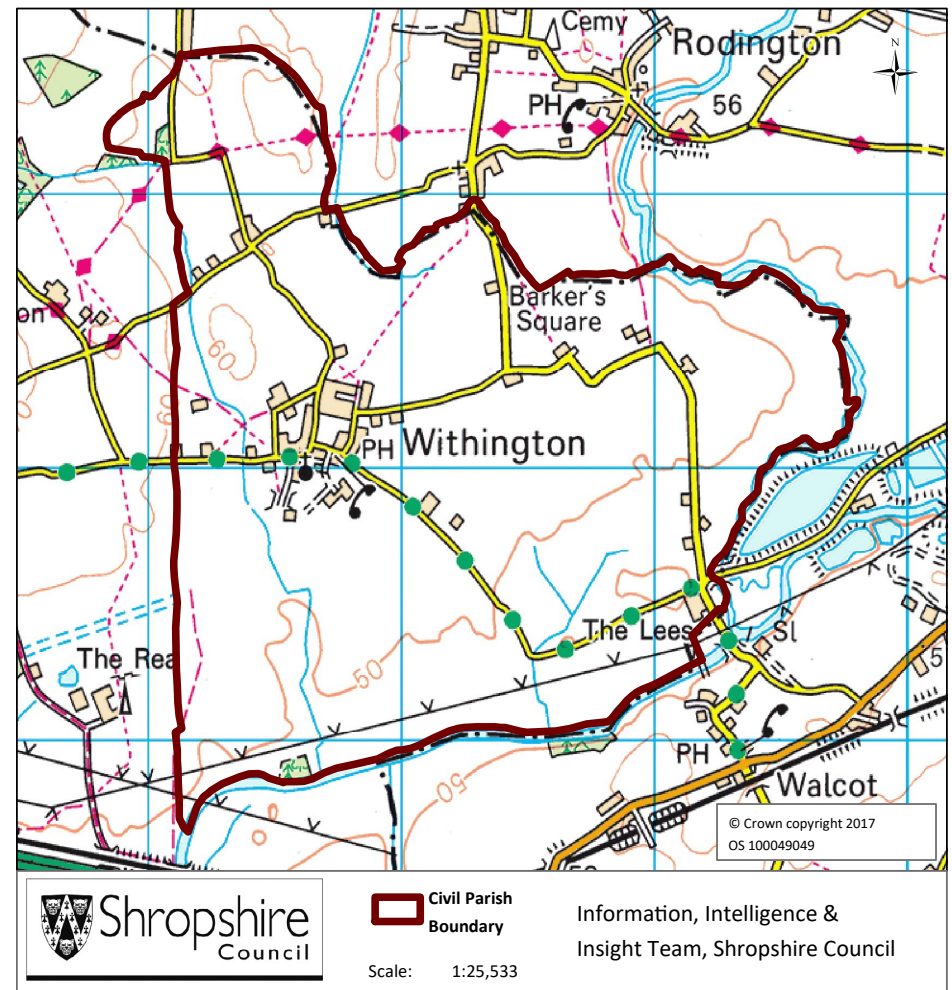 Cemy
Rodington
N
PH
56
Barker's
Square
on
60
PH
Withington
The Lees
Sl
The Rea
50
50
5
PH
Walcot
© Crown copyright 2017
OS 100049049
Shropshire
Council
Civil Parish
Boundary
Scale: 1:25,533
Information, Intelligence &
Insight Team, Shropshire Council